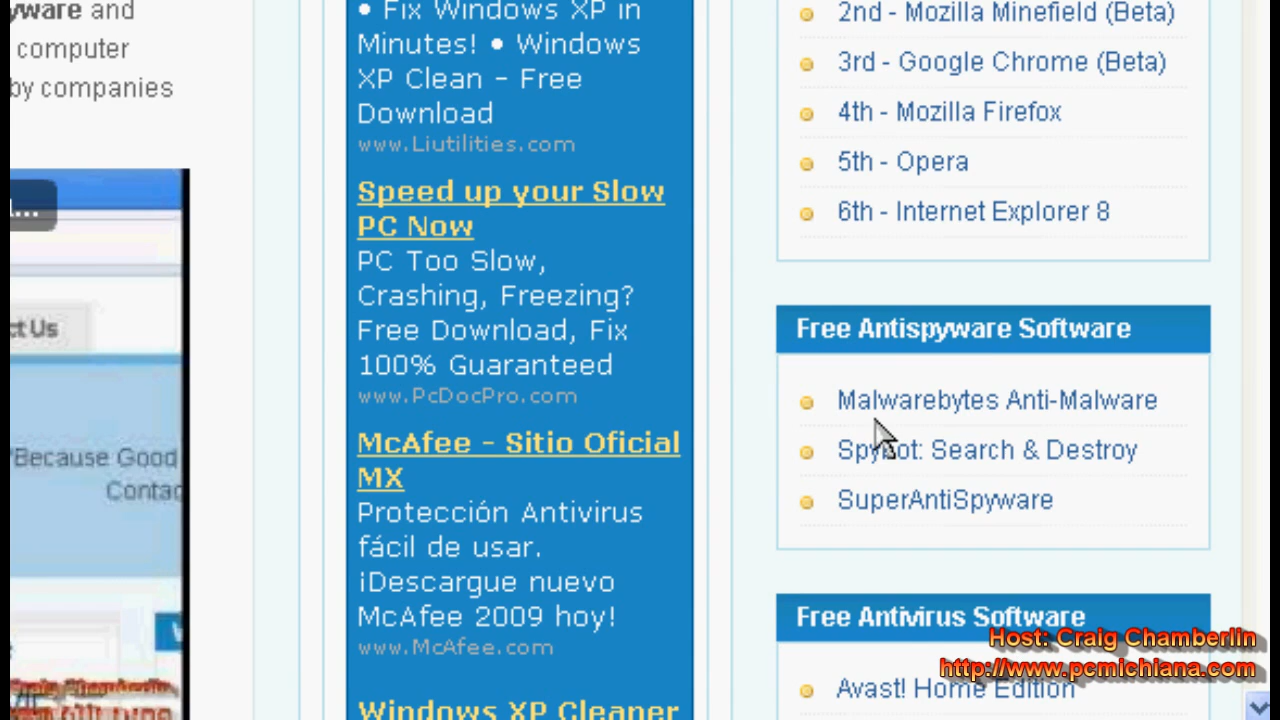 yware and
computer
by companies
ct Us
"Because Good
Contac
• Fix Windows XP in
Minutes! • Windows
XP Clean – Free
Download
www.Liutilities.com
Speed up your Slow
PC Now
PC Too Slow,
Crashing, Freezing?
Free Download, Fix
100% Guaranteed
www.PcDocPro.com
McAfee – Sitio Oficial
MX
Protección Antivirus
fácil de usar.
¡Descargue nuevo
McAfee 2009 hoy!
www.McAfee.com
Windows XP Cleaner
2nd - Mozilla Minefield (Beta)
3rd - Google Chrome (Beta)
4th - Mozilla Firefox
5th - Opera
6th - Internet Explorer 8
Free Antispyware Software
Malwarebytes Anti-Malware
Spybot: Search & Destroy
SuperAntiSpyware
Free Antivirus Software
Avast! Home Edition
Host: Craig Chamberlin
http://www.pcmichiana.com